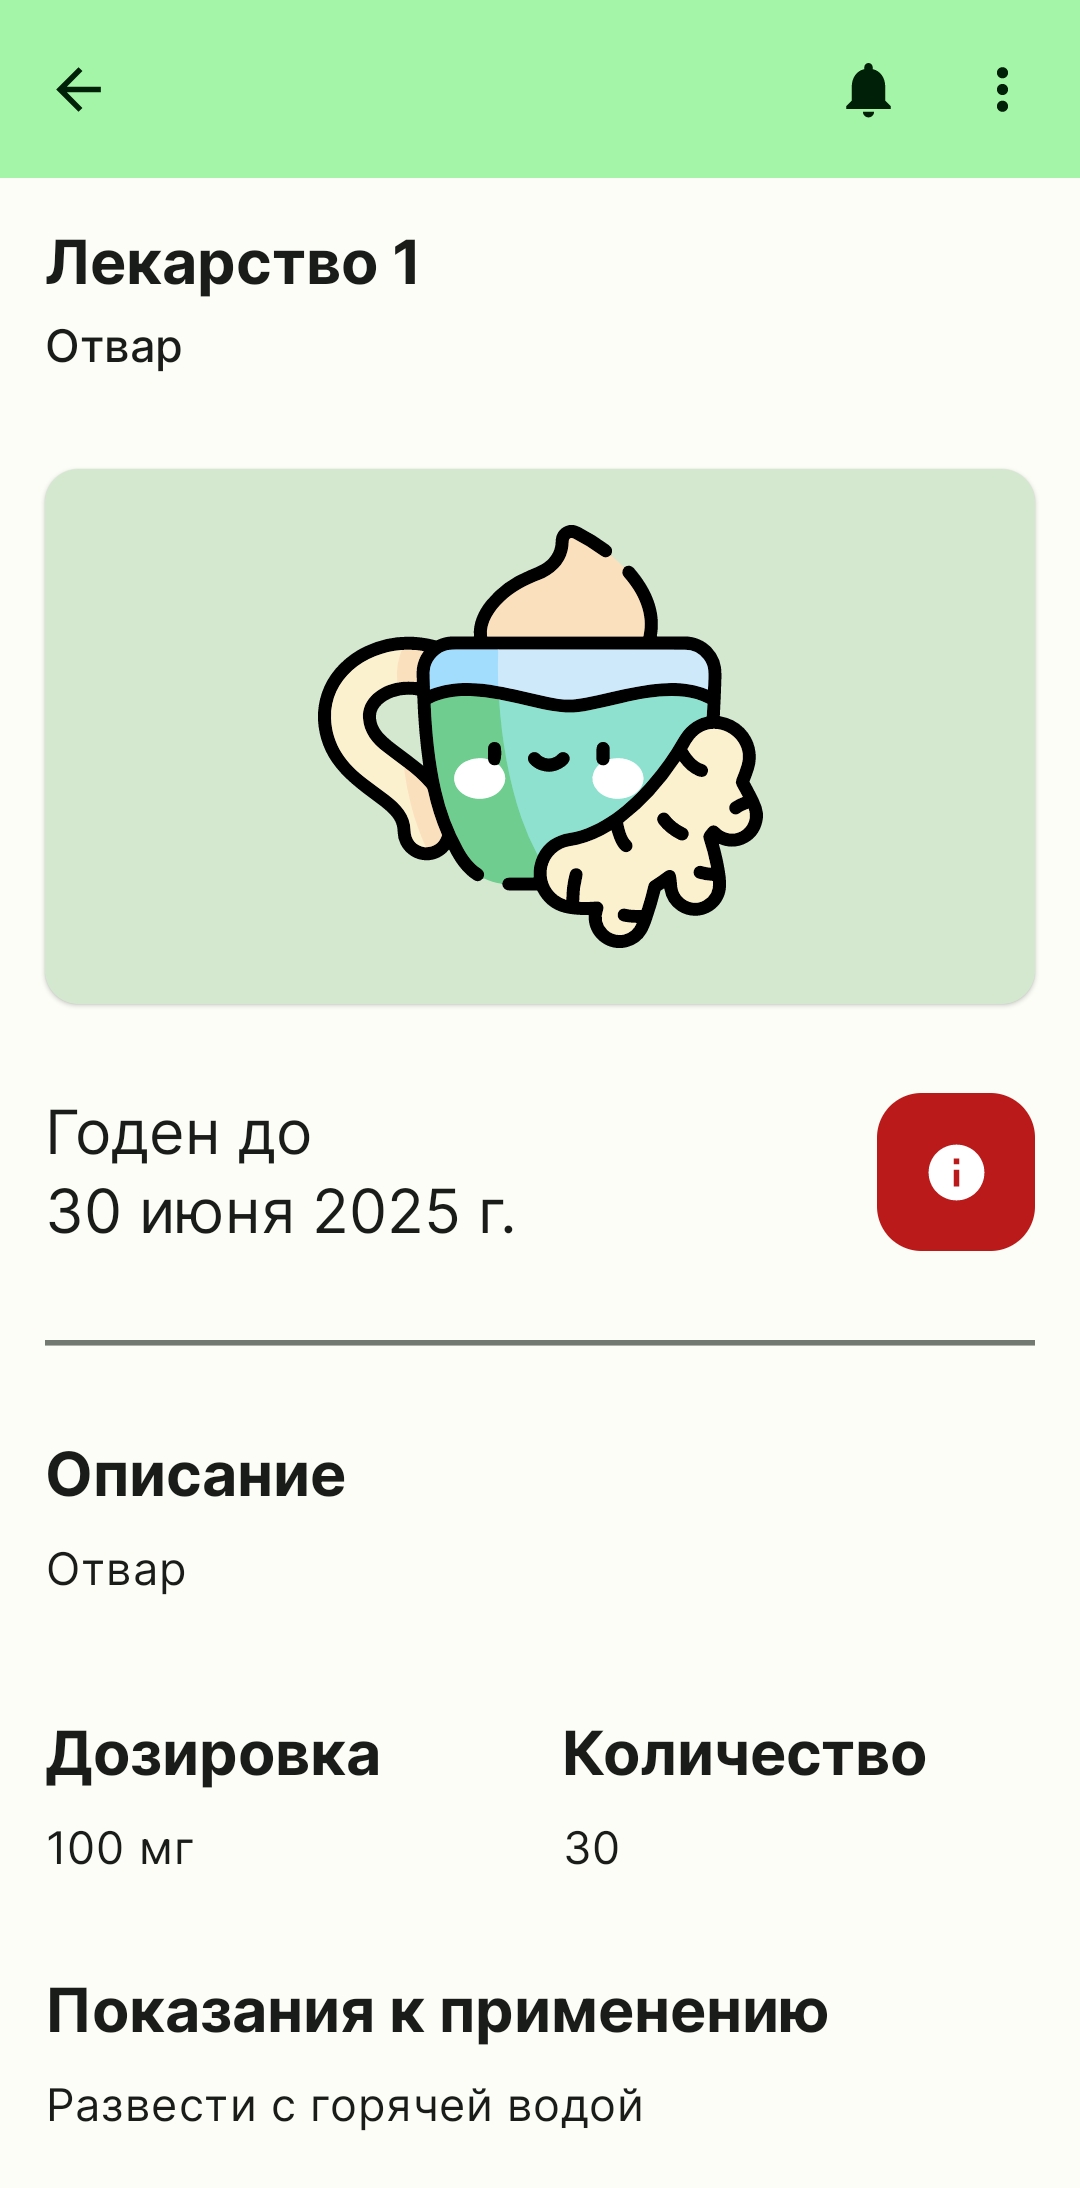 Лекарство 1
Отвар
Годен до
30 июня 2025 г.
Описание
Отвар
Дозировка
Количество
100 мг
30
Показания к применению
Развести с горячей водой